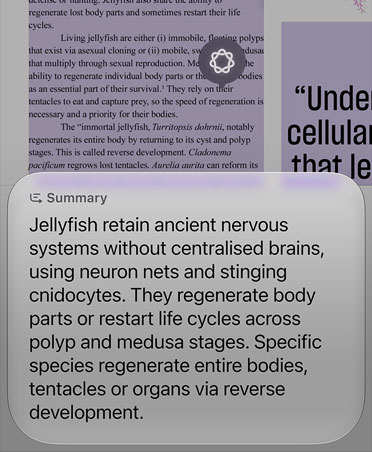 regenerate lost body parts and sometimes restart their life
cycles.
Living jellyfish are either (i) immobile, floating polyps
that exist via asexual cloning or (ii) mobile,
that multiply through sexual reproduction.
ability to regenerate individual body parts or bodies
as an essential part of their survival.¹ They rely on their
tentacles to eat and capture prey, so the speed of regeneration is
necessary and a priority for their bodies.
The “immortal jellyfish, Turritopsis dohrnii, notably
regenerates its entire body by returning to its cyst and polyp
stages. This is called reverse development. Cladonema
pacificum regrows lost tentacles. Aurelia aurita can reform its
“Under
cellular
that le
Summary
Jellyfish retain ancient nervous
systems without centralised brains,
using neuron nets and stinging
cnidocytes. They regenerate body
parts or restart life cycles across
polyp and medusa stages. Specific
species regenerate entire bodies,
tentacles or organs via reverse
development.